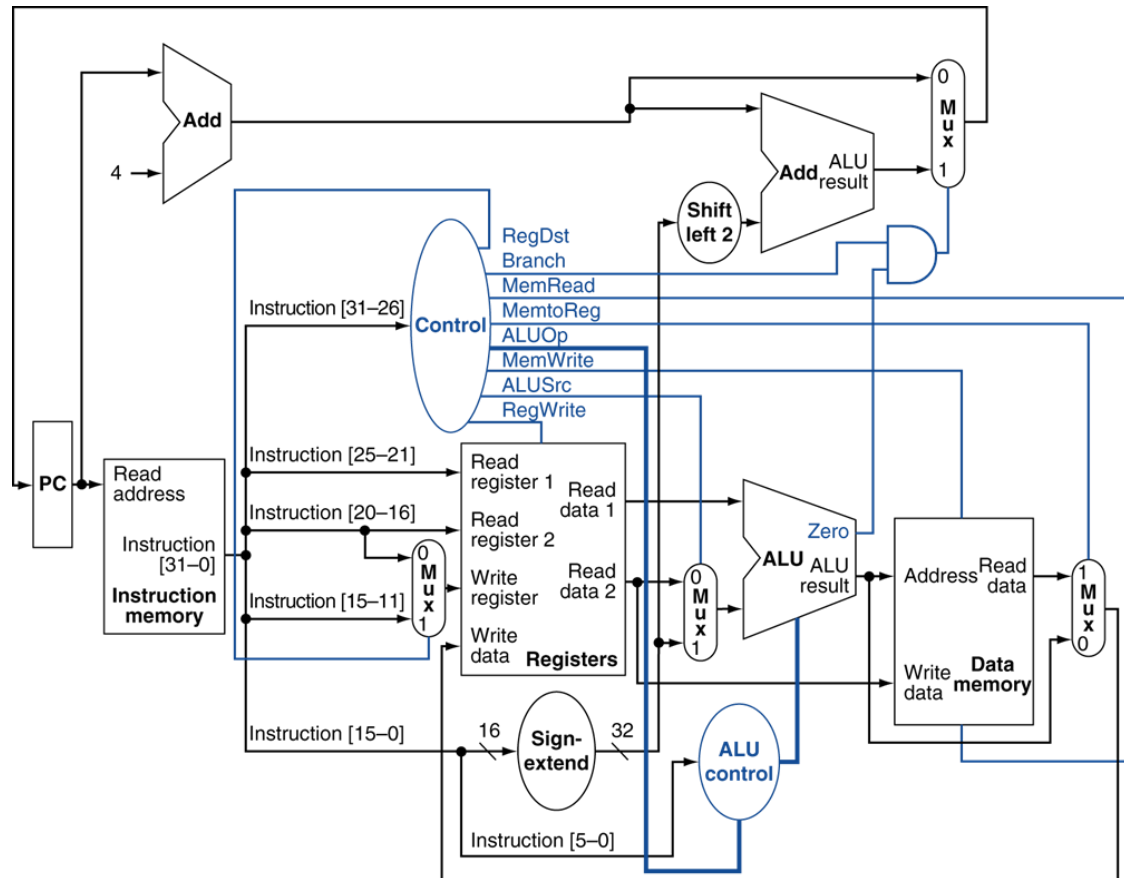 Add
4
0
Mux
1
Add
ALU
result
Shift
left 2
RegDst
Branch
MemRead
MemtoReg
ALUOp
MemWrite
ALUSrc
RegWrite
Control
Instruction [31–26]
Instruction [25–21]
Instruction [20–16]
Instruction [15–11]
Instruction [15–0]
Instruction [5–0]
PC
Read
address
Instruction
[31–0]
Instruction
memory
0
Mux
1
Read
register 1
Read
register 2
Write
register
Write
data
Read
data 1
Read
data 2
Registers
16
Sign-
extend
32
0
Mux
1
Zero
ALU
ALU
result
ALU
control
Address
Read
data
Write
data
Data
memory
1
Mux
0